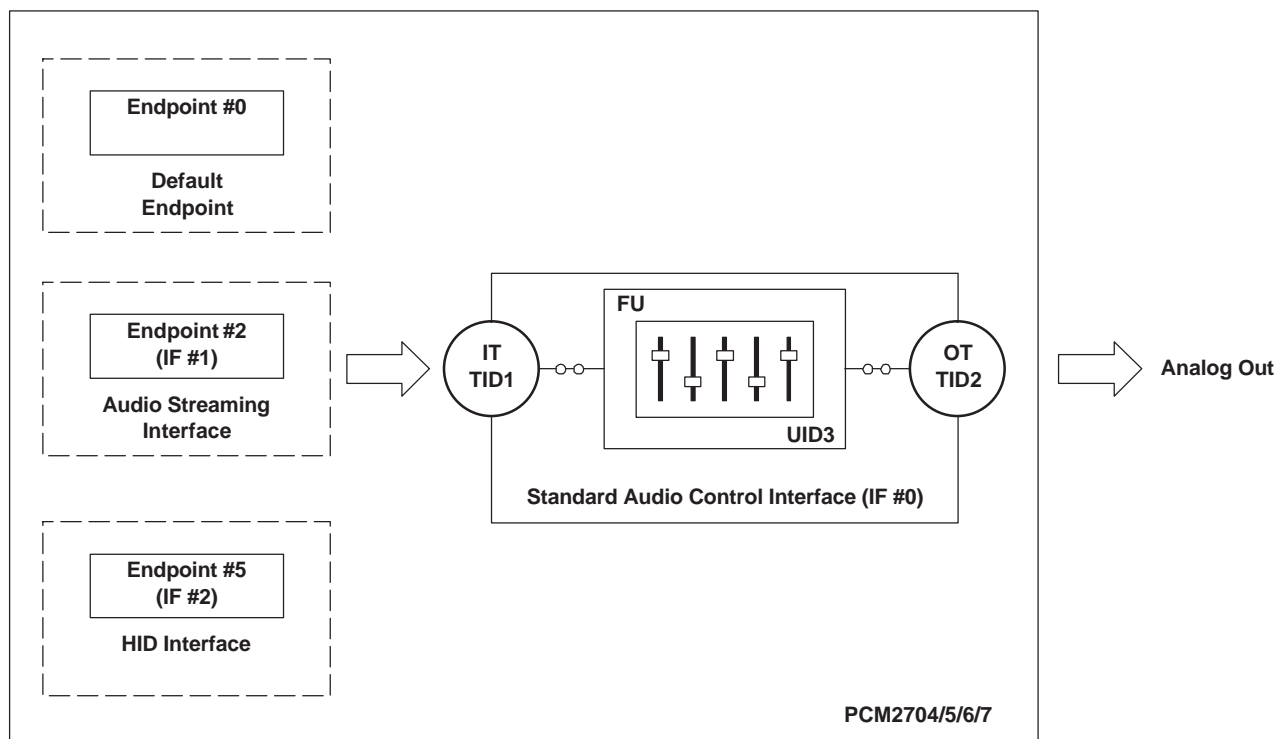 Endpoint #0
Default
Endpoint
Endpoint #2
(IF #1)
Audio Streaming
Interface
Endpoint #5
(IF #2)
HID Interface
IT
TID1
FU
UID3
OT
TID2
Standard Audio Control Interface (IF #0)
Analog Out
PCM2704/5/6/7